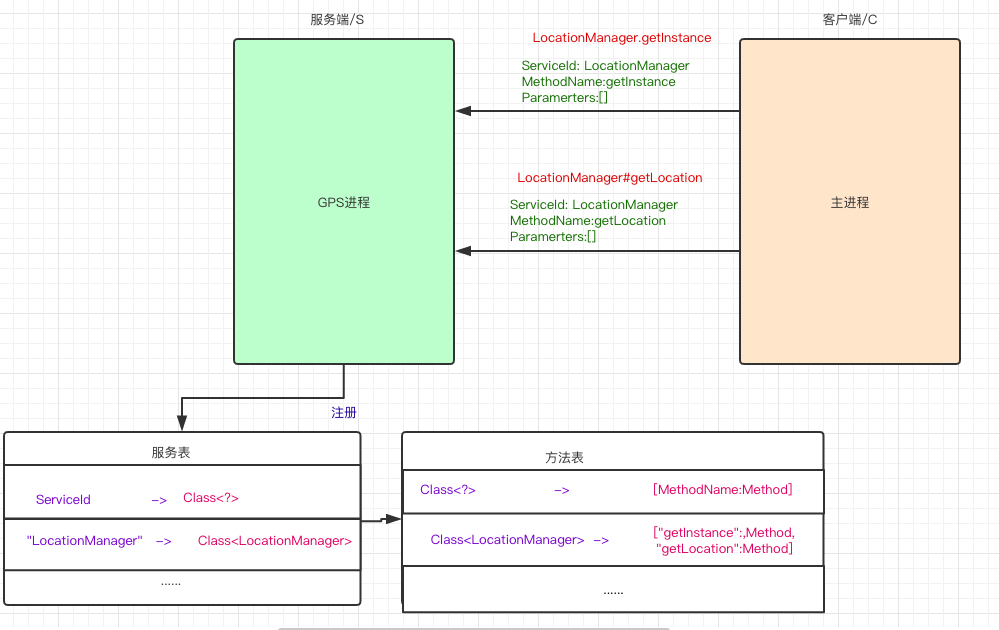 服务端/S
客户端/C
LocationManager.getInstance
ServiceId: LocationManager
MethodName:getInstance
Paramerters:[]
LocationManager#getLocation
ServiceId: LocationManager
MethodName:getLocation
Paramerters:[]
GPS进程
主进程
注册
服务表
ServiceId -> Class<?>
"LocationManager" -> Class<LocationManager>
......
方法表
Class<?> -> [MethodName:Method]
Class<LocationManager> -> ["getInstance":,Method,
"getLocation":Method]
......